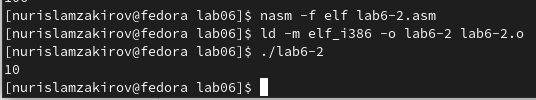 [nurislamzakirov@fedora lab06]$ nasm -f elf lab6-2.asm
[nurislamzakirov@fedora lab06]$ ld -m elf_i386 -o lab6-2 lab6-2.o
[nurislamzakirov@fedora lab06]$ ./lab6-2
10
[nurislamzakirov@fedora lab06]$